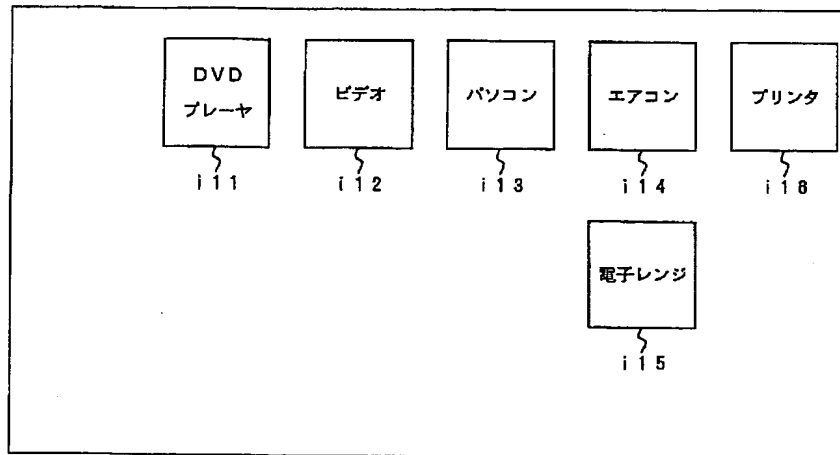 DVD
プレーヤ
ビデオ
パソコン
エアコン
プリンタ
i11
i12
i13
i14
i18
電子レンジ
i15